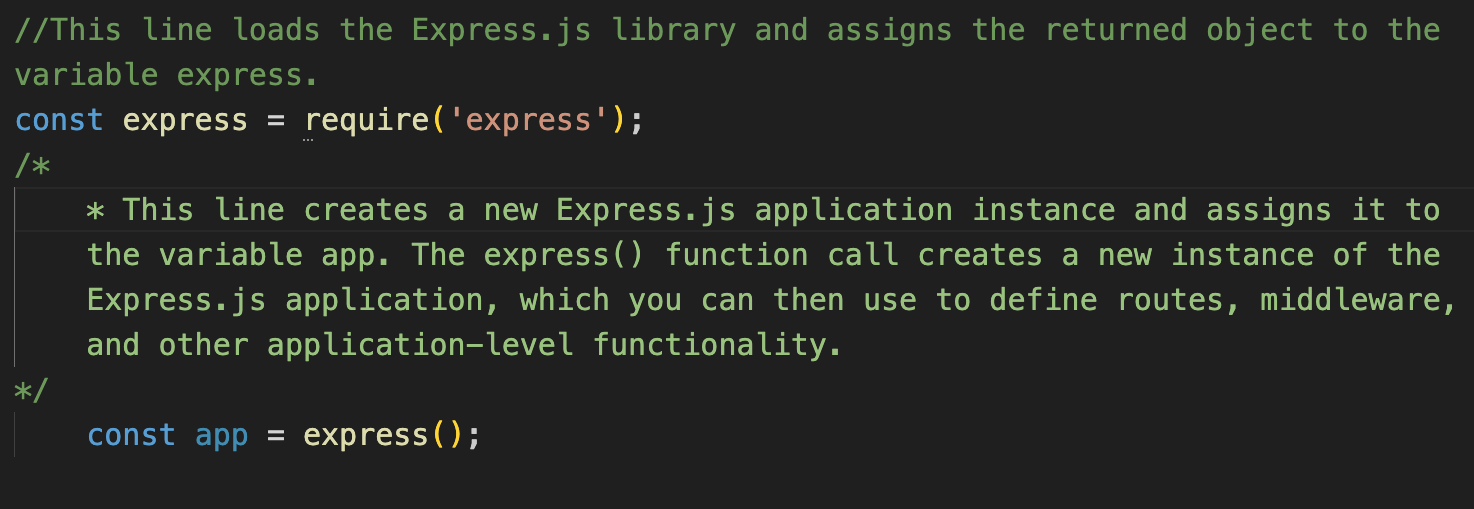 //This line loads the Express.js library and assigns the returned object to the
variable express.
const express = require('express');
/*
    * This line creates a new Express.js application instance and assigns it to
    the variable app. The express() function call creates a new instance of the
    Express.js application, which you can then use to define routes, middleware,
    and other application-level functionality.
*/
    const app = express();